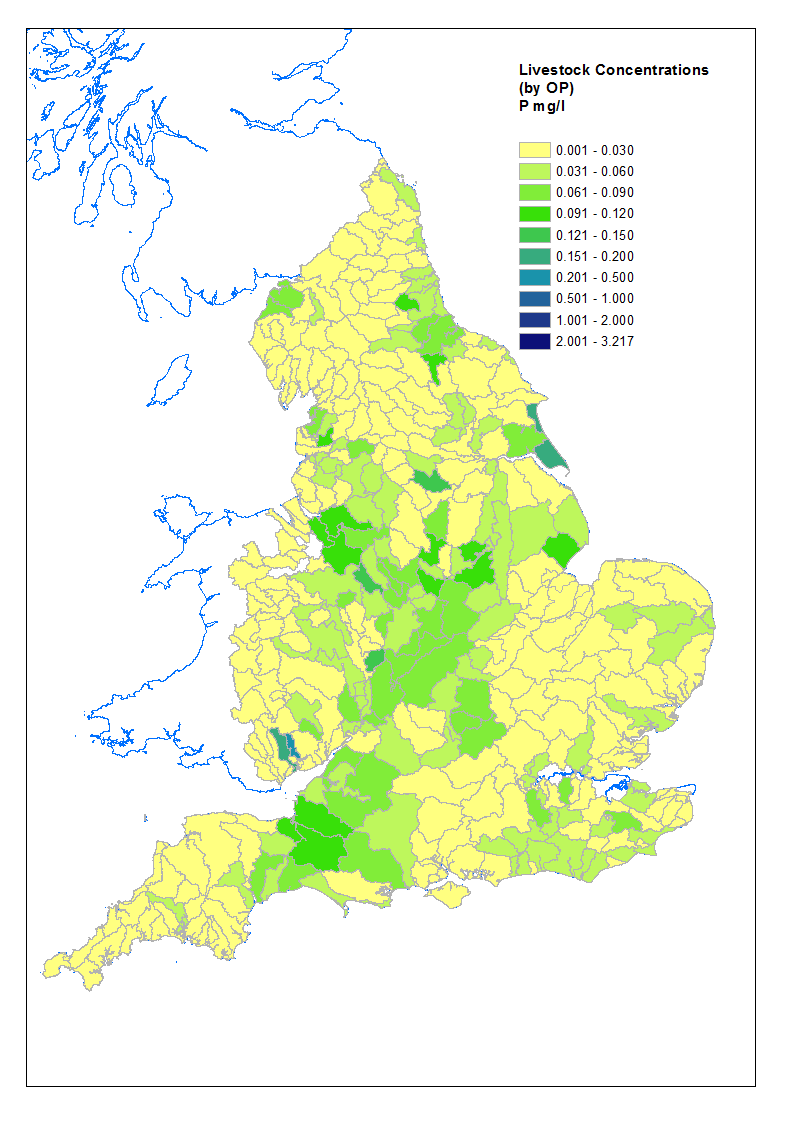 Livestock Concentrations
(by OP)
P mg/l
0.001 - 0.030
0.031 - 0.060
0.061 - 0.090
0.091 - 0.120
0.121 - 0.150
0.151 - 0.200
0.201 - 0.500
0.501 - 1.000
1.001 - 2.000
2.001 - 3.217